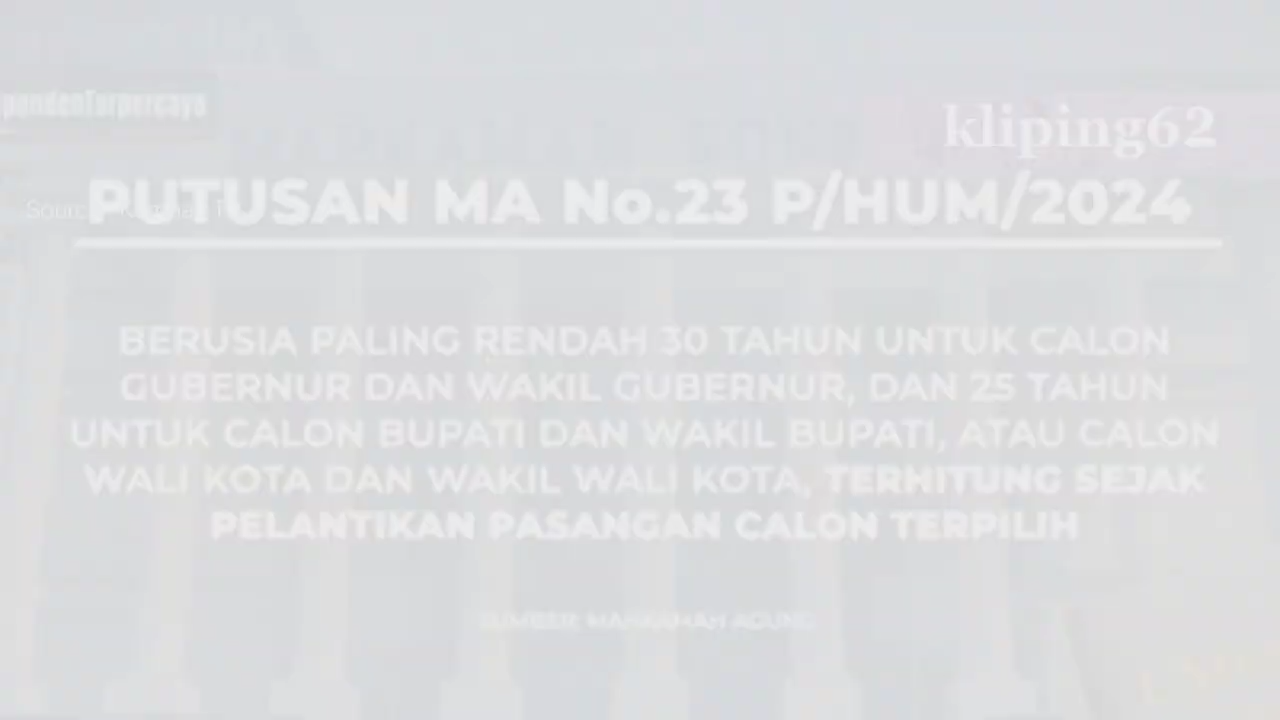 pondenTerpercaya
kliping62
PUTUSAN MA No.23 P/HUM/2024
BERUSIA PALING RENDAH 30 TAHUN UNTUK CALON
GUBERNUR DAN WAKIL GUBERNUR, DAN 25 TAHUN
UNTUK CALON BUPATI DAN WAKIL BUPATI, ATAU CALON
WALI KOTA DAN WAKIL WALI KOTA, TERHITUNG SEJAK
PELANTIKAN PASANGAN CALON TERPILIH
SUMBER: MAHKAMAH AGUNG